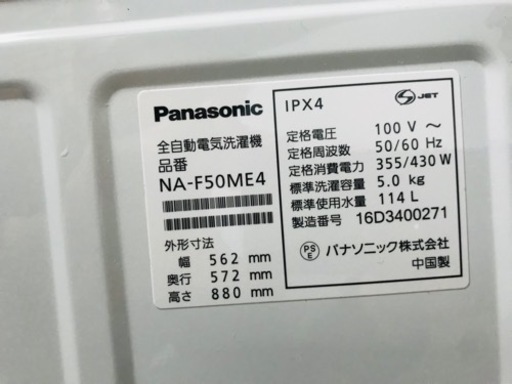 Panasonic
全自動電気洗濯機
品番
NA-F50ME4
外形寸法
幅 562 mm
奥行 572 mm
高さ 880 mm
IPX4
S JET
定格電圧 100 V ～
定格周波数 50/60 Hz
定格消費電力 355/430 W
標準洗濯容量 5.0 kg
標準使用水量 114 L
製造番号 16D3400271
PS
E
パナソニック株式会社
中国製